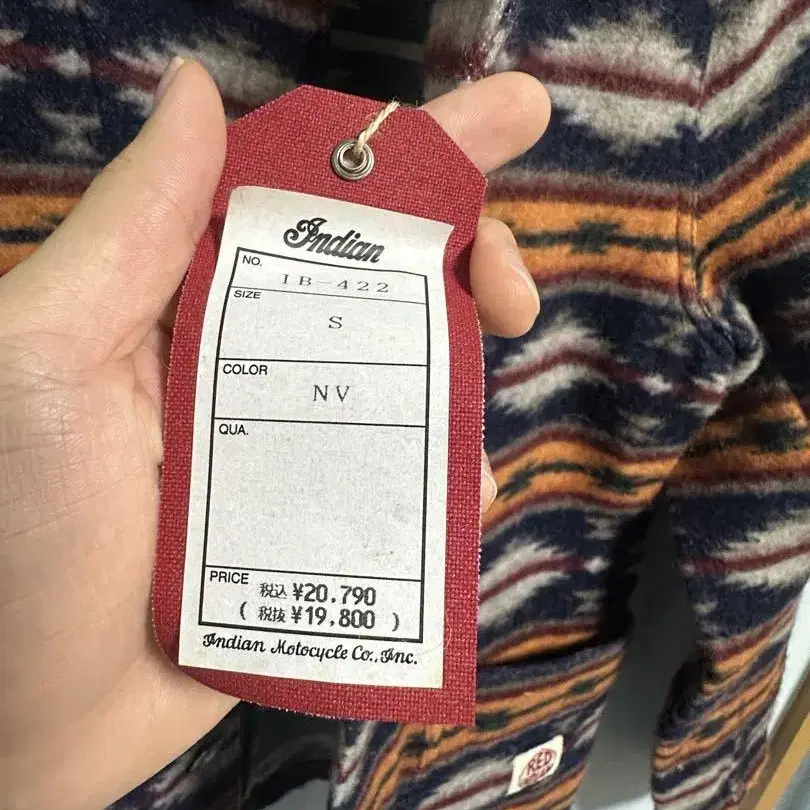 Indian
NO.
IB-422
SIZE
S
COLOR
NV
QUA.
PRICE
税込 ¥20,790
( 税抜 ¥19,800 )
Indian Motocycle Co., Inc.
RED